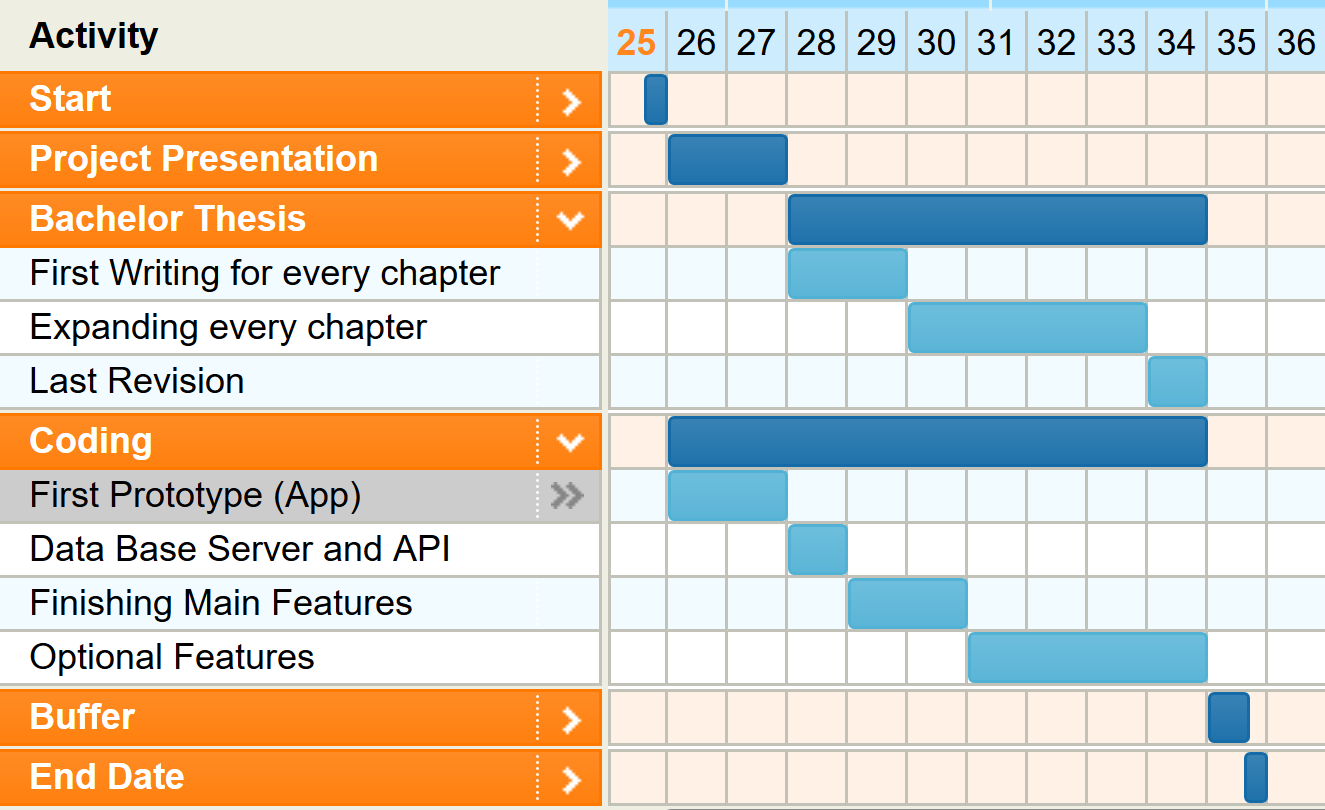 Activity 25 26 27 28 29 30 31 32 33 34 35 36
Start
Project Presentation
Bachelor Thesis
First Writing for every chapter
Expanding every chapter
Last Revision
Coding
First Prototype (App)
Data Base Server and API
Finishing Main Features
Optional Features
Buffer
End Date